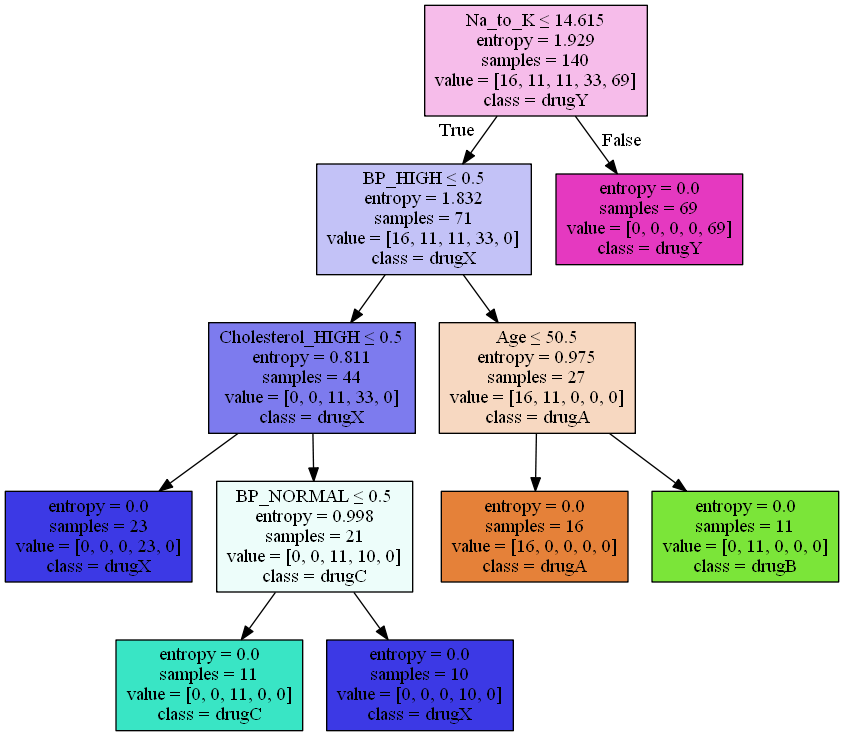 Na_to_K ≤ 14.615
entropy = 1.929
samples = 140
value = [16, 11, 11, 33, 69]
class = drugY
True
False
BP_HIGH ≤ 0.5
entropy = 1.832
samples = 71
value = [16, 11, 11, 33, 0]
class = drugX
entropy = 0.0
samples = 69
value = [0, 0, 0, 0, 69]
class = drugY
Cholesterol_HIGH ≤ 0.5
entropy = 0.811
samples = 44
value = [0, 0, 11, 33, 0]
class = drugX
Age ≤ 50.5
entropy = 0.975
samples = 27
value = [16, 11, 0, 0, 0]
class = drugA
entropy = 0.0
samples = 23
value = [0, 0, 0, 23, 0]
class = drugX
BP_NORMAL ≤ 0.5
entropy = 0.998
samples = 21
value = [0, 0, 11, 10, 0]
class = drugC
entropy = 0.0
samples = 16
value = [16, 0, 0, 0, 0]
class = drugA
entropy = 0.0
samples = 11
value = [0, 11, 0, 0, 0]
class = drugB
entropy = 0.0
samples = 11
value = [0, 0, 11, 0, 0]
class = drugC
entropy = 0.0
samples = 10
value = [0, 0, 0, 10, 0]
class = drugX